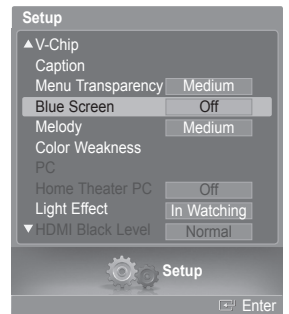 Setup
▲V-Chip
Caption
Menu Transparency Medium
Blue Screen Off
Melody Medium
Color Weakness
PC
Home Theater PC Off
Light Effect In Watching
▼HDMI Black Level Normal
Setup
Enter